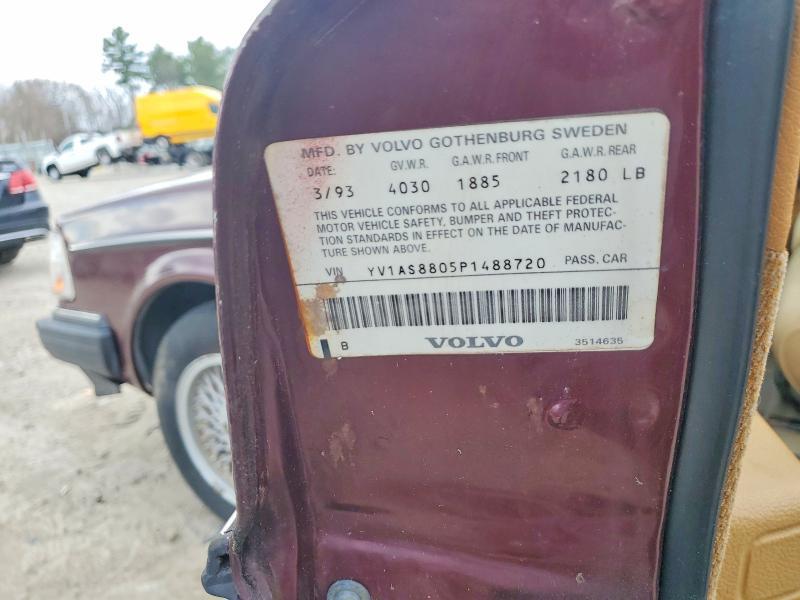 MFD. BY VOLVO GOTHENBURG SWEDEN
DATE: G.V.W.R. G.A.W.R. FRONT G.A.W.R. REAR
3/93 4030 1885 2180 LB
THIS VEHICLE CONFORMS TO ALL APPLICABLE FEDERAL
MOTOR VEHICLE SAFETY, BUMPER AND THEFT PROTEC-
TION STANDARDS IN EFFECT ON THE DATE OF MANUFAC-
TURE SHOWN ABOVE.
VIN YV1AS8805P1488720 PASS. CAR
B VOLVO 3514635